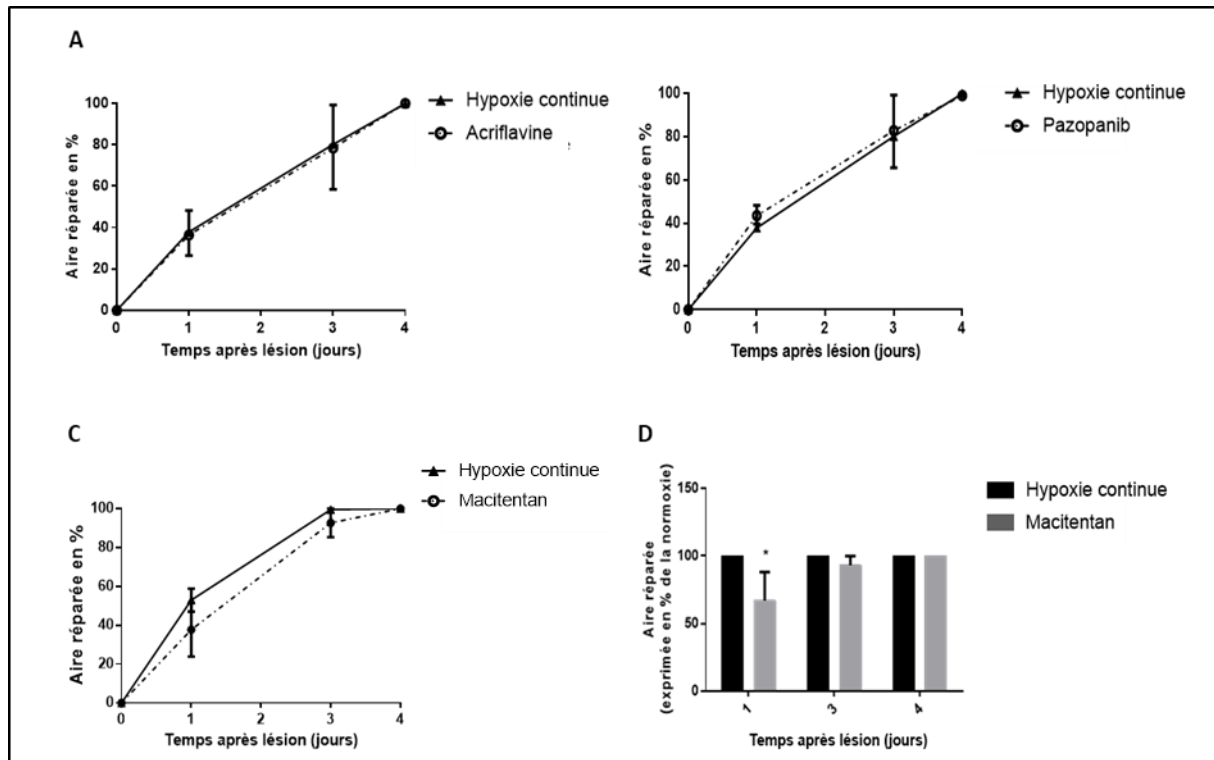 A
Hypoxie continue
Acriflavine
Aire réparée en %
100
80
60
40
20
0
0 1 2 3 4
Temps après lésion (jours)
Hypoxie continue
Pazopanib
Aire réparée en %
100
80
60
40
20
0
0 1 2 3 4
Temps après lésion (jours)
C
Hypoxie continue
Macitentan
Aire réparée en %
100
80
60
40
20
0
0 1 2 3 4
Temps après lésion (jours)
D
Hypoxie continue
Macitentan
Aire réparée
(exprimée en % de la normoxie)
150
100
50
0
*
1 3 4
Temps après lésion (jours)